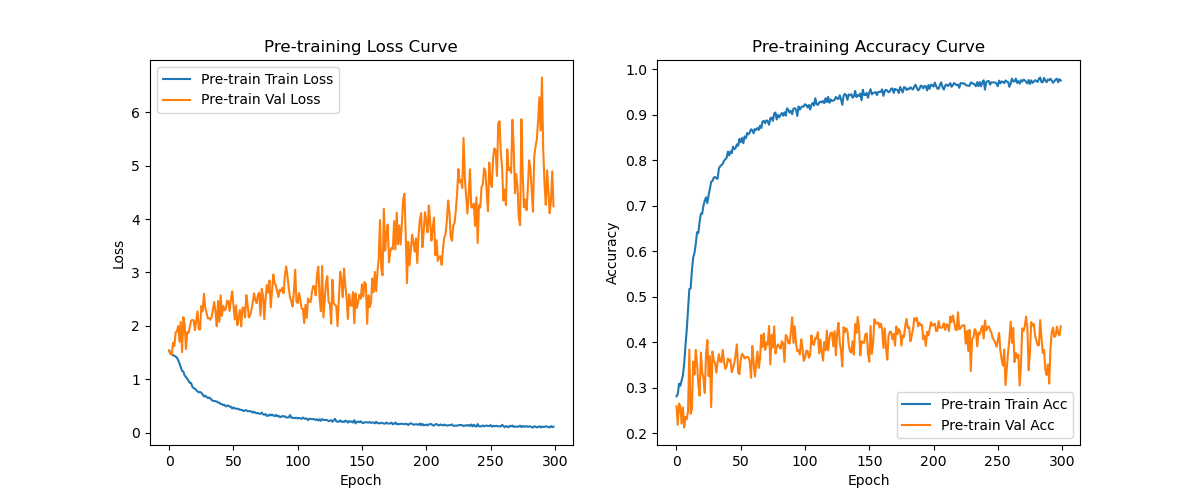 Pre-training Loss Curve
Pre-train Train Loss
Pre-train Val Loss
Loss
6
5
4
3
2
1
0
0 50 100 150 200 250 300
Epoch
Pre-training Accuracy Curve
Accuracy
1.0
0.9
0.8
0.7
0.6
0.5
0.4
0.3
0.2
Pre-train Train Acc
Pre-train Val Acc
0 50 100 150 200 250 300
Epoch